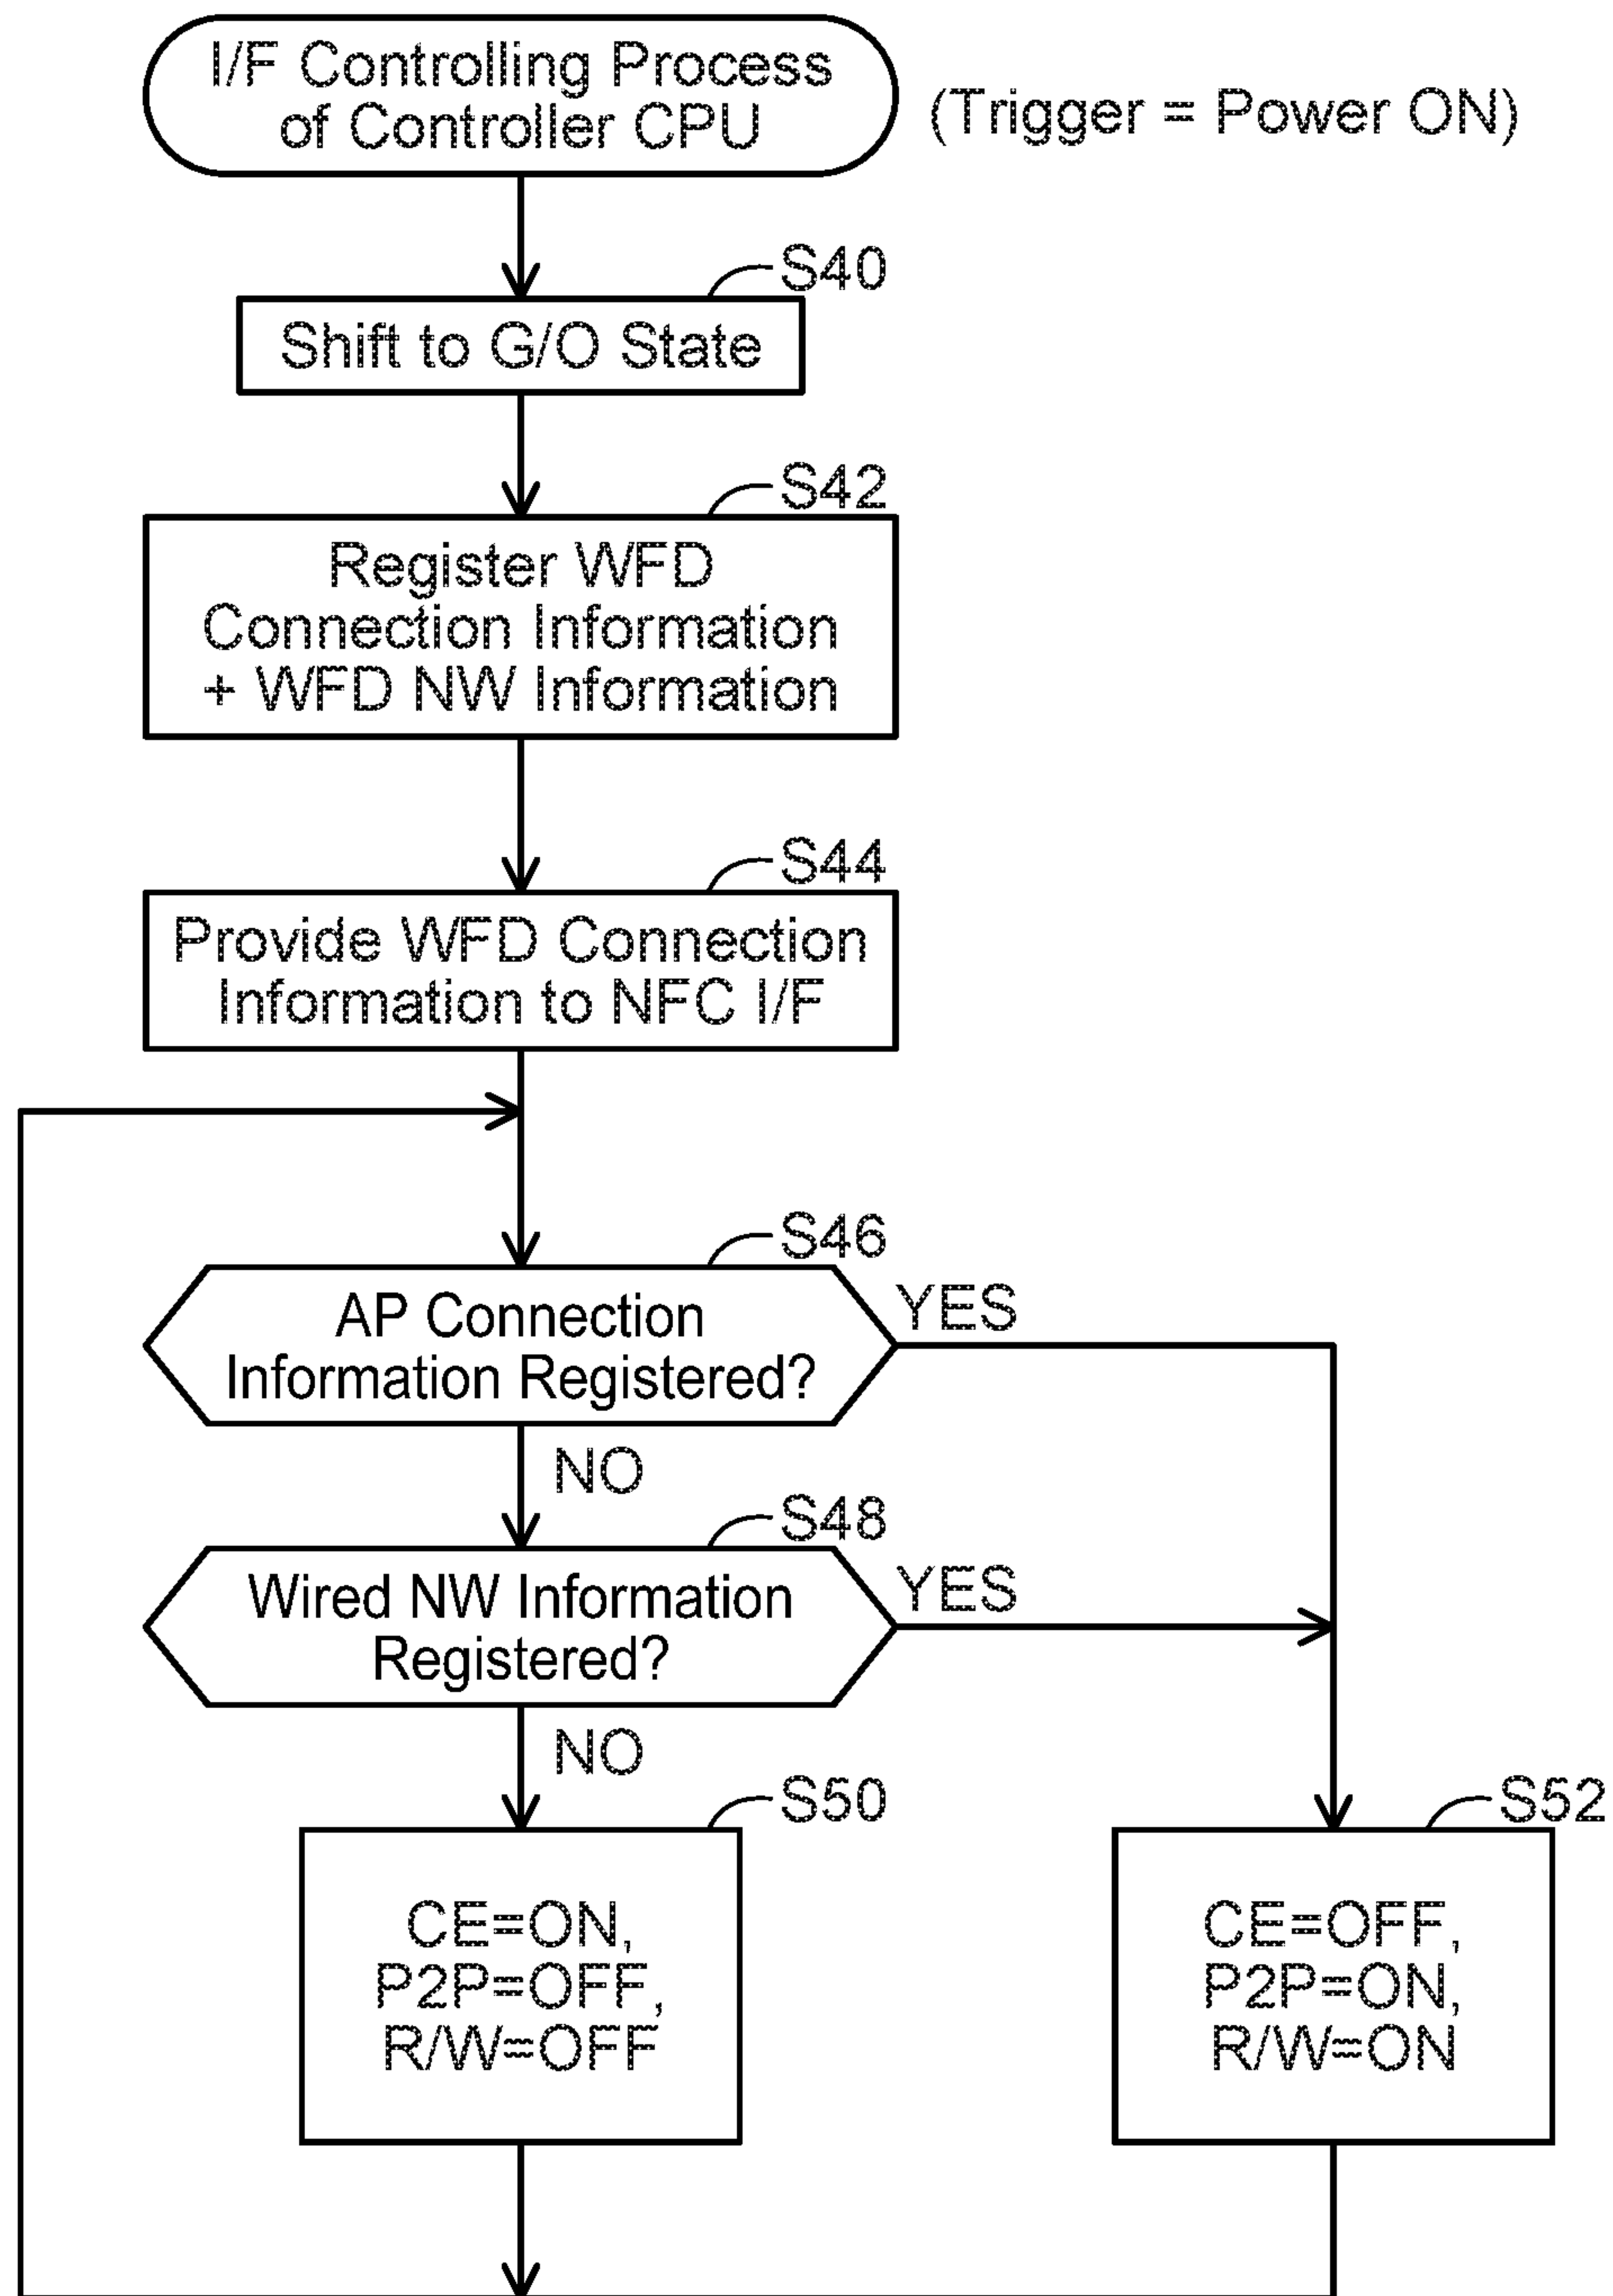 I/F Controlling Process
of Controller CPU
(Trigger = Power ON)
S40
Shift to G/O State
S42
Register WFD
Connection Information
+ WFD NW Information
S44
Provide WFD Connection
Information to NFC I/F
S46
AP Connection
Information Registered?
YES
NO
S48
Wired NW Information
Registered?
YES
NO
S50
CE=ON,
P2P=OFF,
R/W=OFF
S52
CE=OFF,
P2P=ON,
R/W=ON